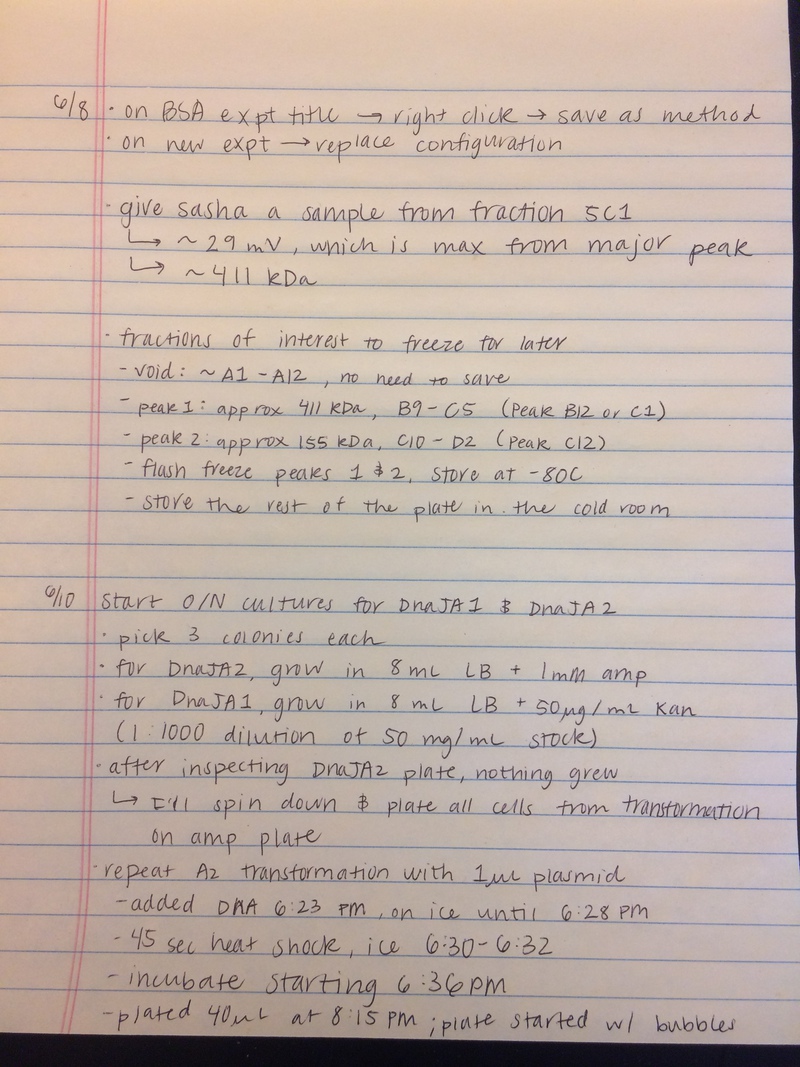 6/8 · on BSA expt title → right click → save as method
· on new expt → replace configuration
· give sasha a sample from fraction 5C1
↳ ~29 mV, which is max from major peak
↳ ~411 kDa
· fractions of interest to freeze for later
- void: ~A1 - A12, no need to save
- peak 1: approx 411 kDa, B9 - C5 (Peak B12 or C1)
- peak 2: approx 155 kDa, C10 - D2 (Peak C12)
- flash freeze peaks 1 & 2, store at -80C
- store the rest of the plate in the cold room
6/10 start O/N cultures for DnaJA1 & DnaJA2
· pick 3 colonies each
· for DnaJA2, grow in 8 mL LB + 1mM amp
· for DnaJA1, grow in 8 mL LB + 50µg/mL Kan
(1:1000 dilution of 50 mg/mL stock)
· after inspecting DnaJA2 plate, nothing grew
↳ I'll spin down & plate all cells from transformation
on amp plate
· repeat A2 transformation with 1µL plasmid
- added DNA 6:23 PM, on ice until 6:28 PM
- 45 sec heat shock, ice 6:30-6:32
- incubate starting 6:36pm
- plated 40µL at 8:15 PM; plate started w/ bubbles